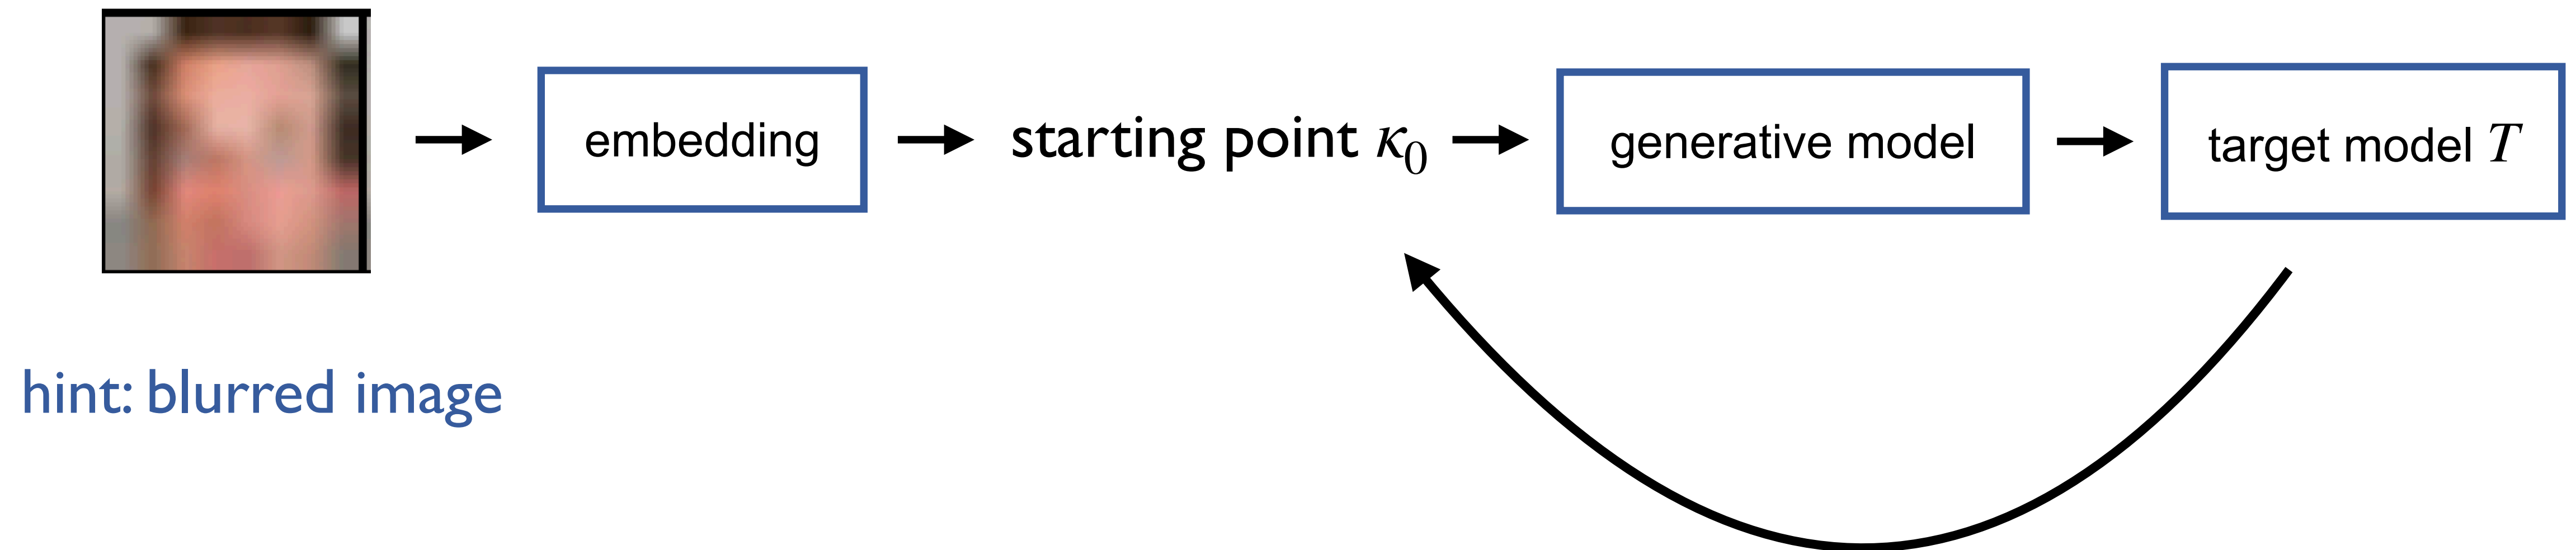 embedding
starting point κ₀
generative model
target model T
hint: blurred image